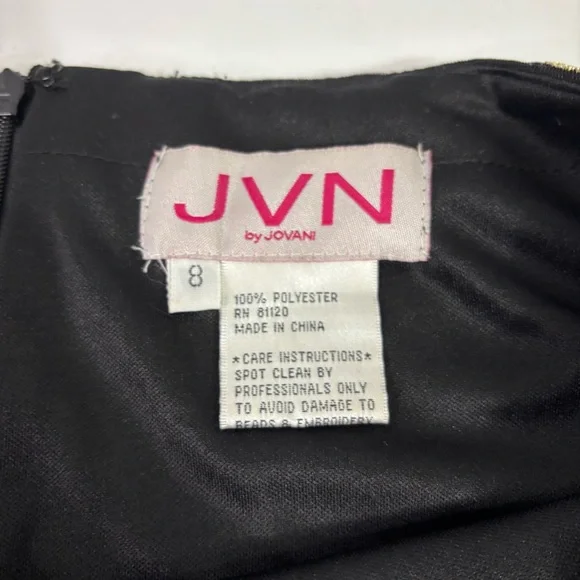 JVN
by JOVANI
8
100% POLYESTER
RN 81120
MADE IN CHINA
*CARE INSTRUCTIONS*
SPOT CLEAN BY
PROFESSIONALS ONLY
TO AVOID DAMAGE TO
BEADS & EMBROIDERY